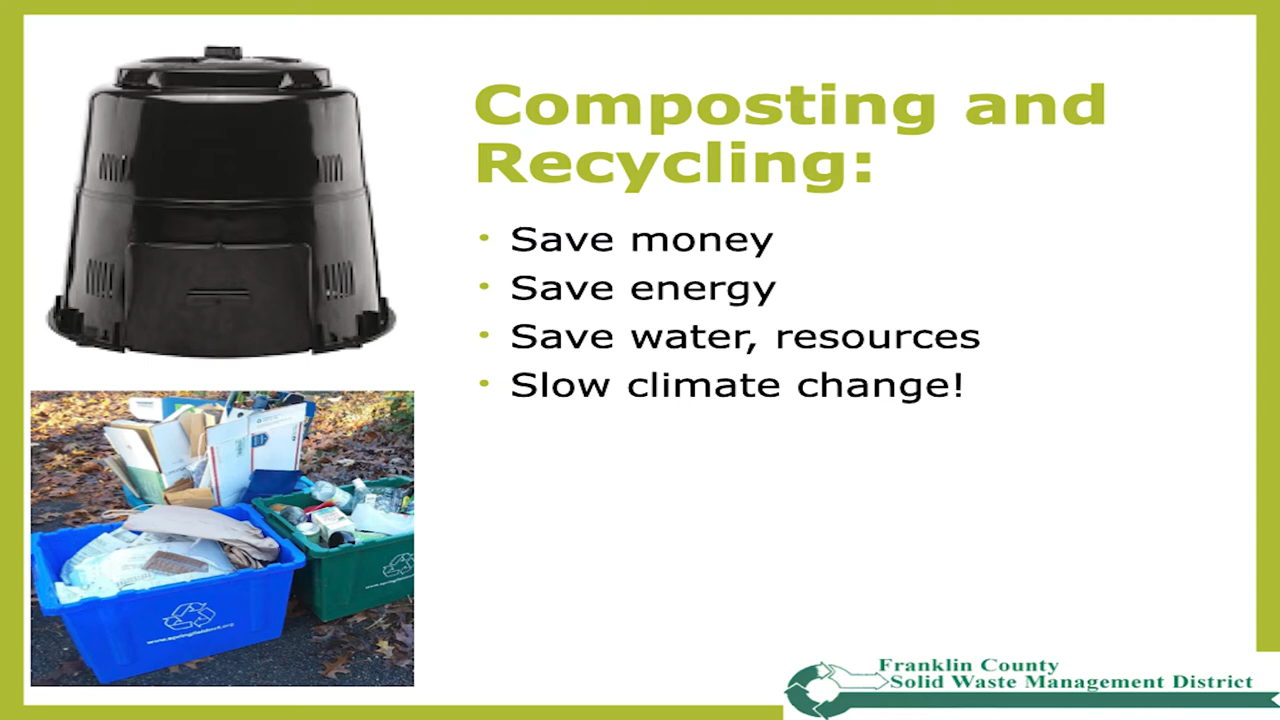 Composting and
Recycling:
• Save money
• Save energy
• Save water, resources
• Slow climate change!
Franklin County
Solid Waste Management District